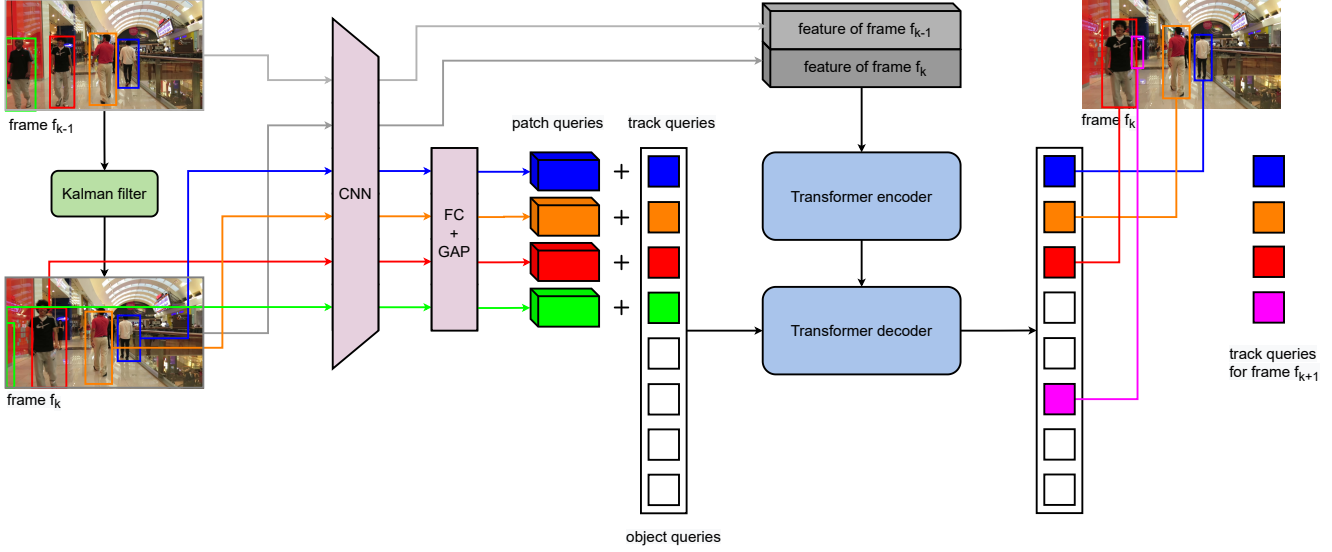 feature of frame fk-1
feature of frame fk
frame fk-1
frame fk
patch queries
track queries
Kalman filter
CNN
FC
+
GAP
+
+
+
+
Transformer encoder
Transformer decoder
frame fk
track queries
for frame fk+1
object queries